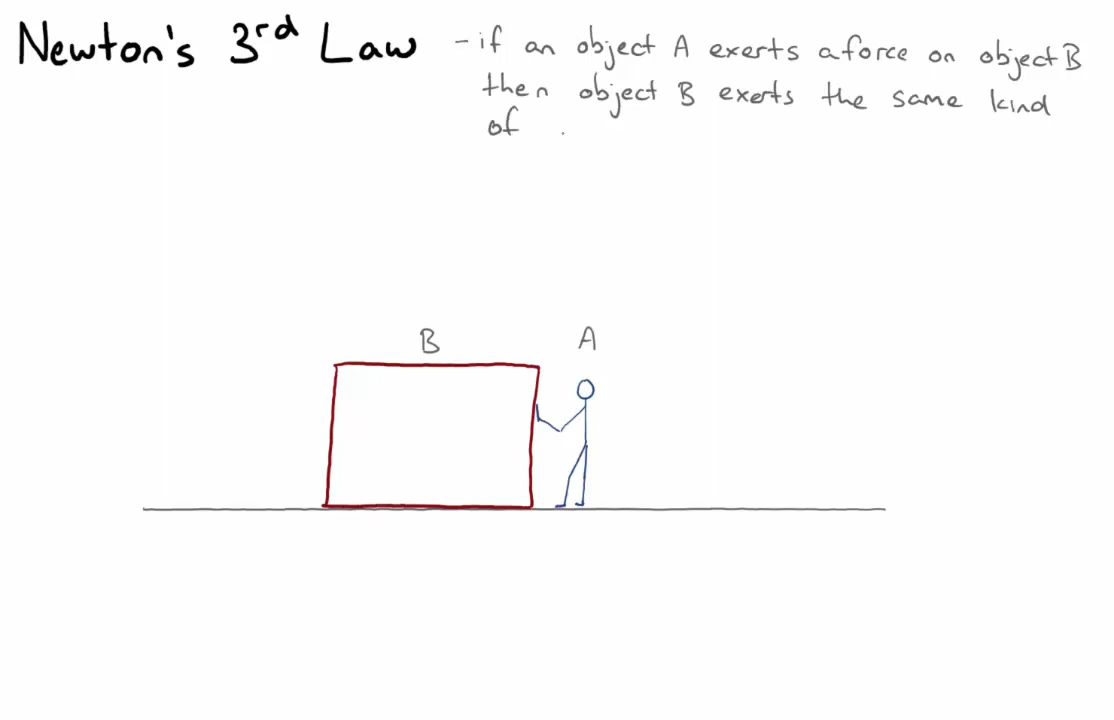 Newton's 3rd Law - if an object A exerts a force on object B
then object B exerts the same kind
of
B A